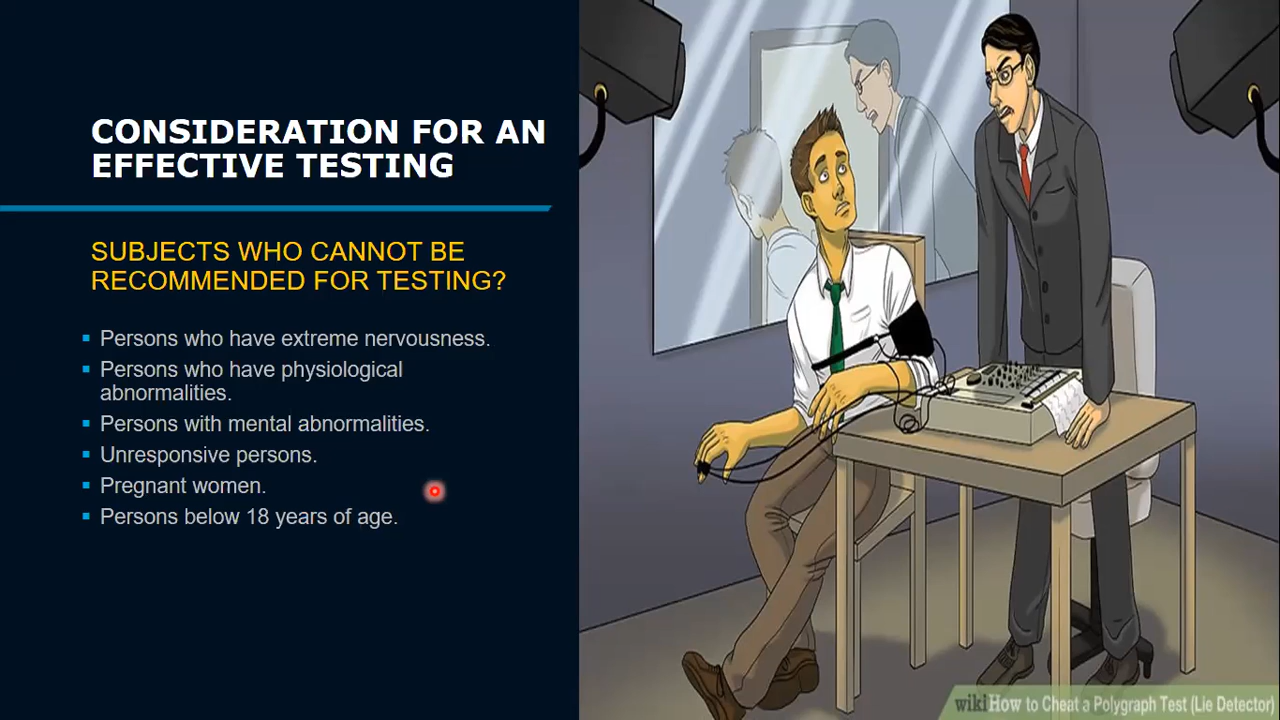 CONSIDERATION FOR AN
EFFECTIVE TESTING
SUBJECTS WHO CANNOT BE
RECOMMENDED FOR TESTING?
▪ Persons who have extreme nervousness.
▪ Persons who have physiological
abnormalities.
▪ Persons with mental abnormalities.
▪ Unresponsive persons.
▪ Pregnant women.
▪ Persons below 18 years of age.
wikiHow to Cheat a Polygraph Test (Lie Detector)